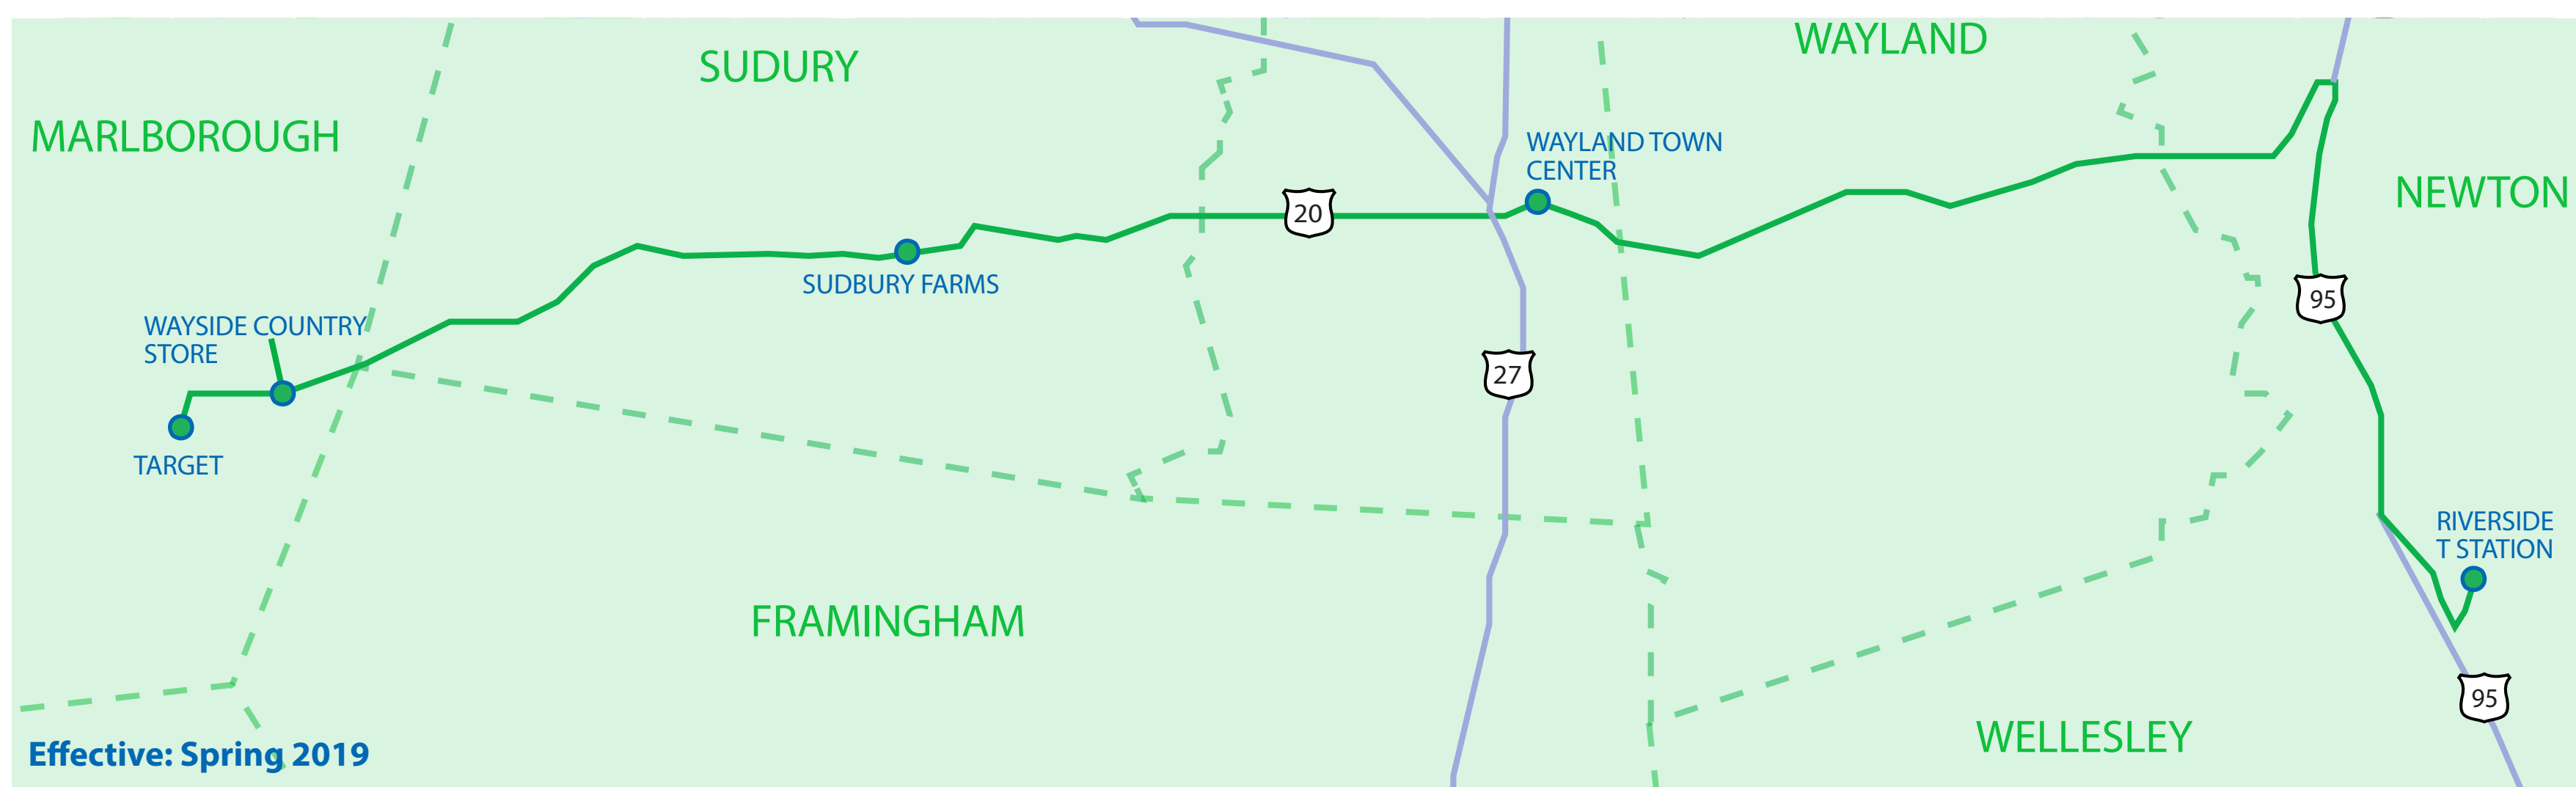 WAYLAND
SUDURY
MARLBOROUGH
WAYLAND TOWN
CENTER
NEWTON
20
SUDBURY FARMS
95
WAYSIDE COUNTRY
STORE
27
TARGET
RIVERSIDE
T STATION
FRAMINGHAM
95
WELLESLEY
Effective: Spring 2019